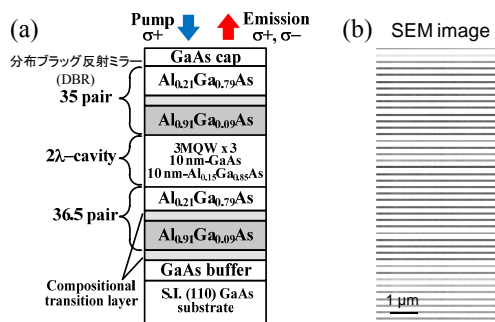 (a)
Pump
σ+
Emission
σ+, σ−
分布ブラッグ反射ミラー
(DBR)
35 pair
2λ−cavity
36.5 pair
Compositional
transition layer
GaAs cap
Al0.21Ga0.79As
Al0.91Ga0.09As
3MQW x 3
10 nm-GaAs
10 nm-Al0.15Ga0.85As
Al0.21Ga0.79As
Al0.91Ga0.09As
GaAs buffer
S.I. (110) GaAs
substrate
(b)
SEM image
1 μm